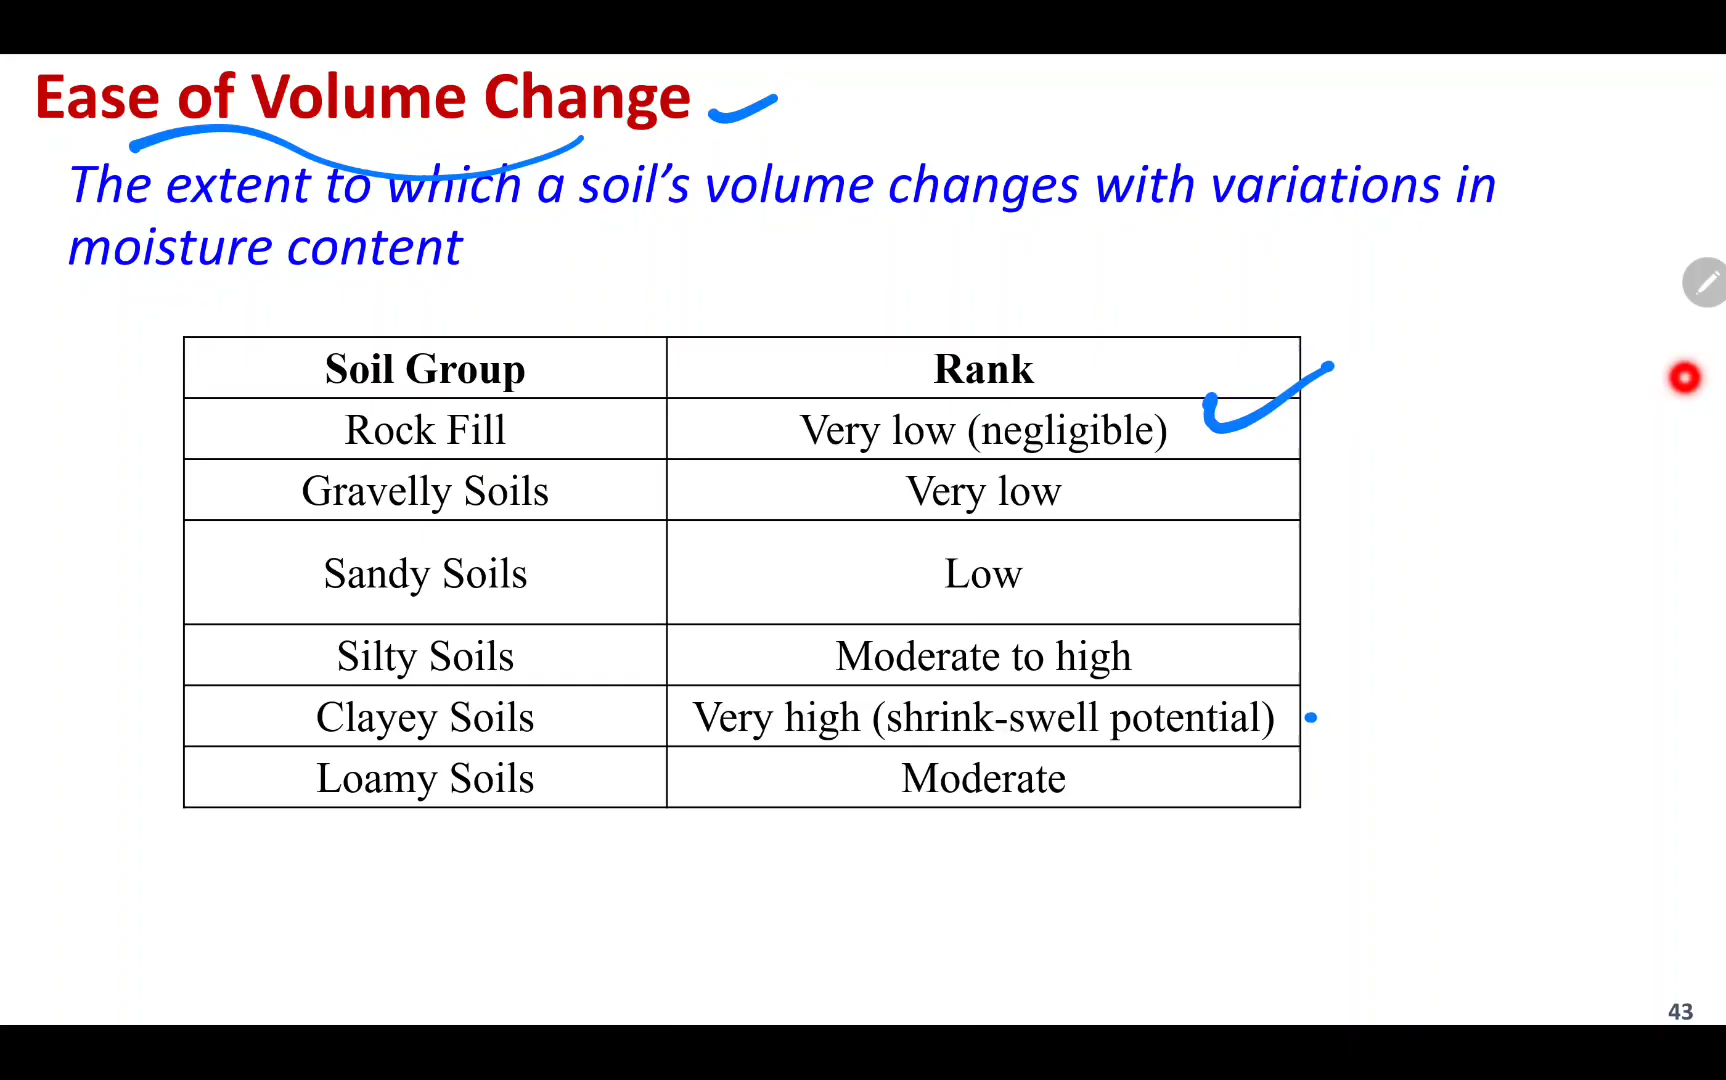 Ease of Volume Change
The extent to which a soil’s volume changes with variations in
moisture content
Soil Group Rank
Rock Fill Very low (negligible)
Gravelly Soils Very low
Sandy Soils Low
Silty Soils Moderate to high
Clayey Soils Very high (shrink-swell potential)
Loamy Soils Moderate
43